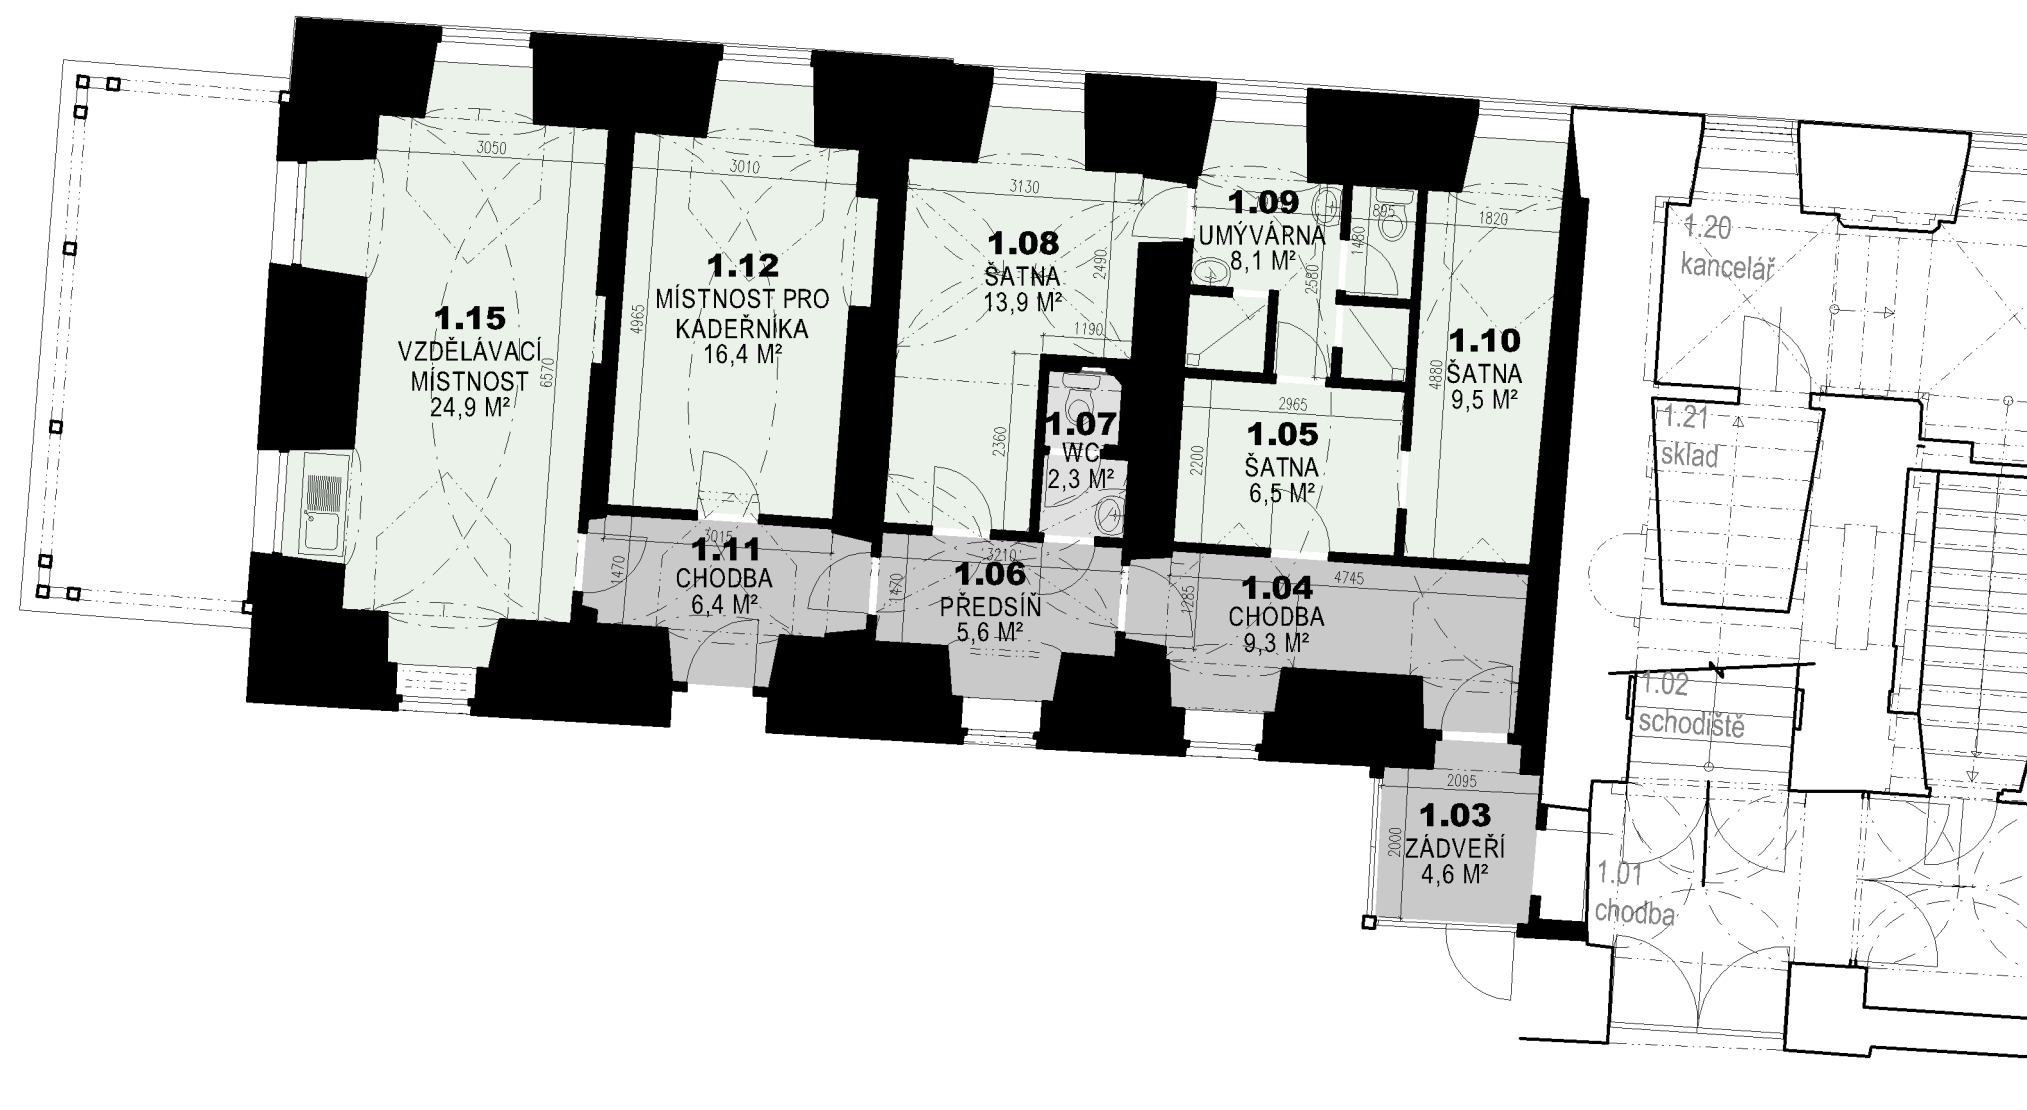 3050
6570
1.15
VZDĚLÁVACÍ
MÍSTNOST
24,9 M²
3010
4965
1.12
MÍSTNOST PRO
KADEŘNÍKA
16,4 M²
3130
2490
1190
2360
1.08
ŠATNA
13,9 M²
1.09
UMÝVÁRNA
8,1 M²
2580
895
1480
1820
4880
1.10
ŠATNA
9,5 M²
1.07
WC
2,3 M²
2965
2200
1.05
ŠATNA
6,5 M²
3015
1470
1.11
CHODBA
6,4 M²
3210
1470
1.06
PŘEDSÍŇ
5,6 M²
4745
1285
1.04
CHODBA
9,3 M²
2095
2000
1.03
ZÁDVEŘÍ
4,6 M²
1.20
kancelář
1.21
sklad
1.02
schodiště
1.01
chodba